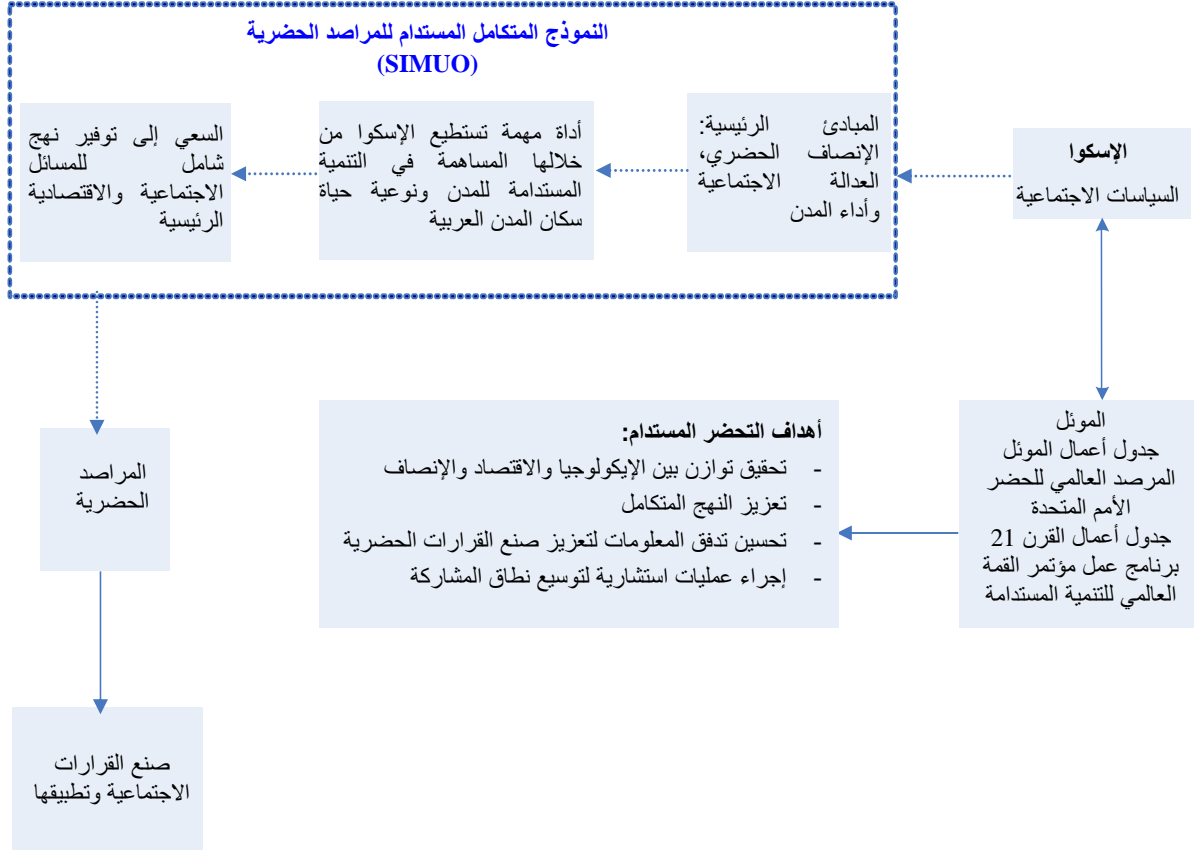 النموذج المتكامل المستدام للمراصد الحضرية
(SIMUO)
الإسكوا
السياسات الاجتماعية
المبادئ الرئيسية:
الإنصاف الحضري،
العدالة الاجتماعية
وأداء المدن
أداة مهمة تستطيع الإسكوا من
خلالها المساهمة في التنمية
المستدامة للمدن ونوعية حياة
سكان المدن العربية
السعي إلى توفير نهج
شامل للمسائل
الاجتماعية والاقتصادية
الرئيسية
الموئل
جدول أعمال الموئل
المرصد العالمي للحضر
الأمم المتحدة
جدول أعمال القرن 21
برنامج عمل مؤتمر القمة
العالمي للتنمية المستدامة
أهداف التحضر المستدام:
- تحقيق توازن بين الإيكولوجيا والاقتصاد والإنصاف
- تعزيز النهج المتكامل
- تحسين تدفق المعلومات لتعزيز صنع القرارات الحضرية
- إجراء عمليات استشارية لتوسيع نطاق المشاركة
المراصد
الحضرية
صنع القرارات
الاجتماعية وتطبيقها